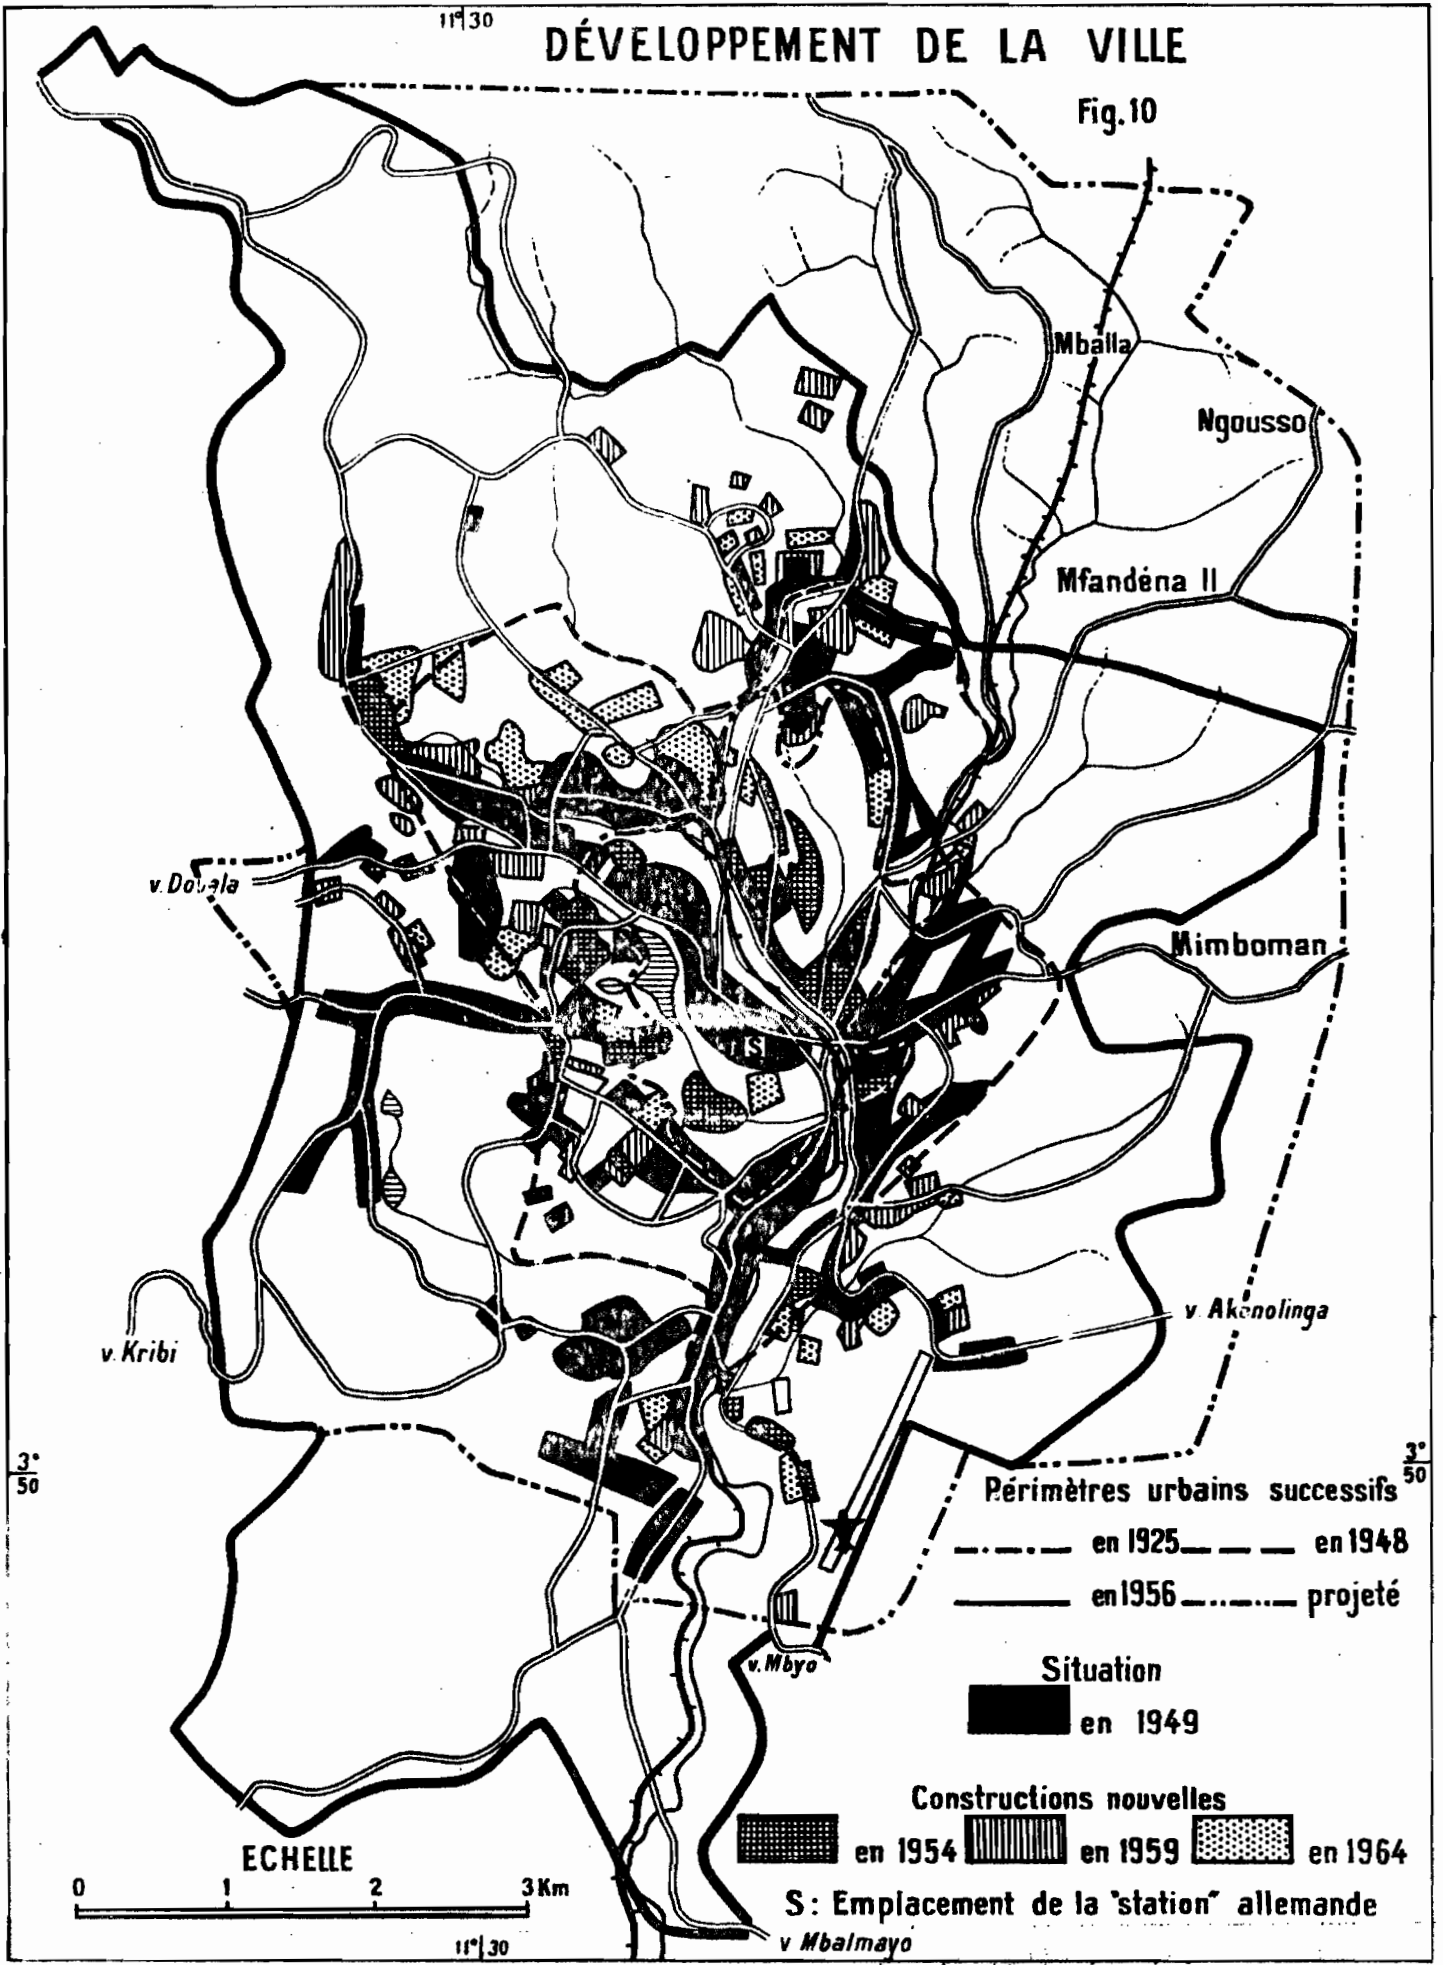 11°30
DÉVELOPPEMENT DE LA VILLE
Fig.10
Mballa
Ngousso
Mfandéna II
v. Douala
Mimboman
S
v. Akonolinga
v. Kribi
3°
50
3°
50
Périmètres urbains successifs
en 1925
en 1948
en 1956
projeté
v. Mbyo
Situation
en 1949
Constructions nouvelles
en 1954
en 1959
en 1964
ECHELLE
0 1 2 3 Km
S : Emplacement de la "station" allemande
11° 30
v Mbalmayo